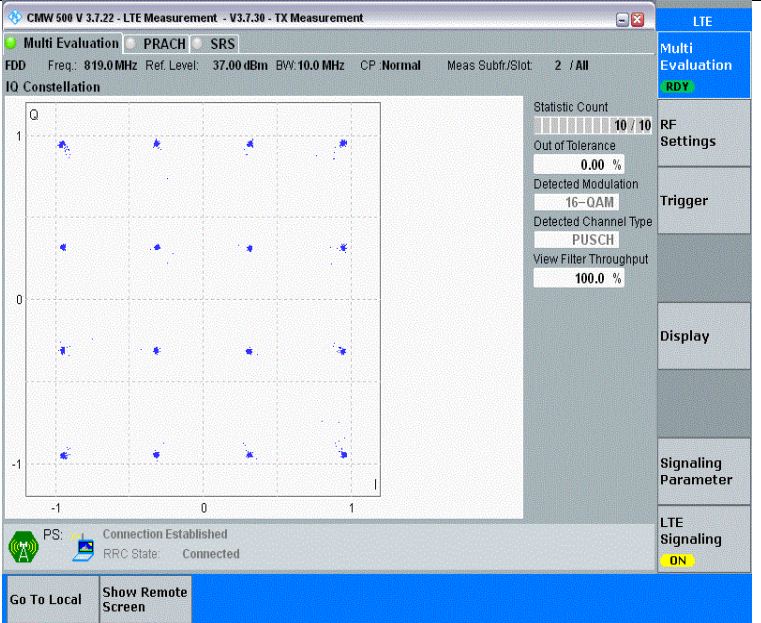 CMW 500 V 3.7.22 - LTE Measurement - V3.7.30 - TX Measurement
LTE
Multi Evaluation PRACH SRS
FDD Freq.: 819.0 MHz Ref. Level: 37.00 dBm BW: 10.0 MHz CP :Normal Meas Subfr./Slot: 2 / All
IQ Constellation
Q
1
0
-1
-1 0 1
I
Statistic Count
10 / 10
Out of Tolerance
0.00 %
Detected Modulation
16-QAM
Detected Channel Type
PUSCH
View Filter Throughput
100.0 %
Multi
Evaluation
RDY
RF
Settings
Trigger
Display
Signaling
Parameter
LTE
Signaling
ON
PS: Connection Established
RRC State: Connected
Go To Local
Show Remote
Screen